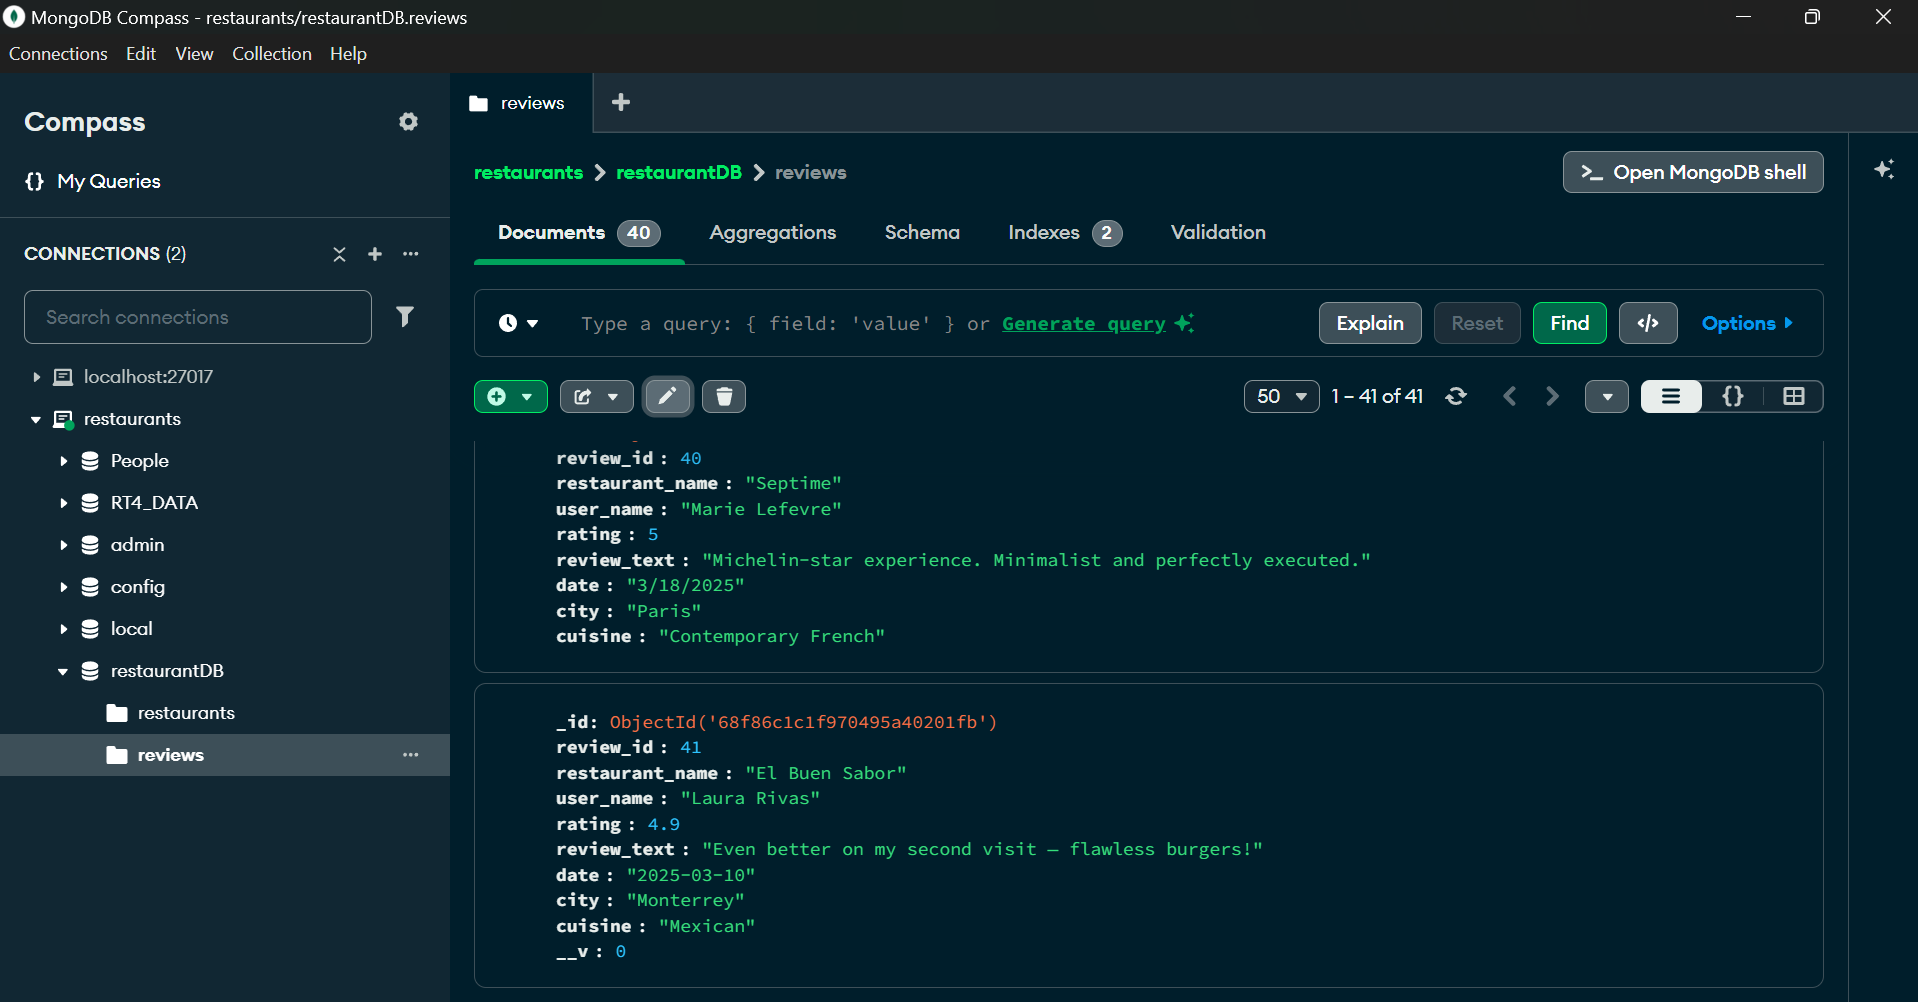 MongoDB Compass - restaurants/restaurantDB.reviews
Connections Edit View Collection Help
Compass
{} My Queries
CONNECTIONS (2)
Search connections
localhost:27017
restaurants
People
RT4_DATA
admin
config
local
restaurantDB
restaurants
reviews
reviews
restaurants > restaurantDB > reviews
>_ Open MongoDB shell
Documents 40 Aggregations Schema Indexes 2 Validation
Type a query: { field: 'value' } or Generate query
Explain Reset Find </> Options
50 1 – 41 of 41 {}
review_id : 40
restaurant_name : "Septime"
user_name : "Marie Lefevre"
rating : 5
review_text : "Michelin-star experience. Minimalist and perfectly executed."
date : "3/18/2025"
city : "Paris"
cuisine : "Contemporary French"
_id: ObjectId('68f86c1c1f970495a40201fb')
review_id : 41
restaurant_name : "El Buen Sabor"
user_name : "Laura Rivas"
rating : 4.9
review_text : "Even better on my second visit — flawless burgers!"
date : "2025-03-10"
city : "Monterrey"
cuisine : "Mexican"
__v : 0